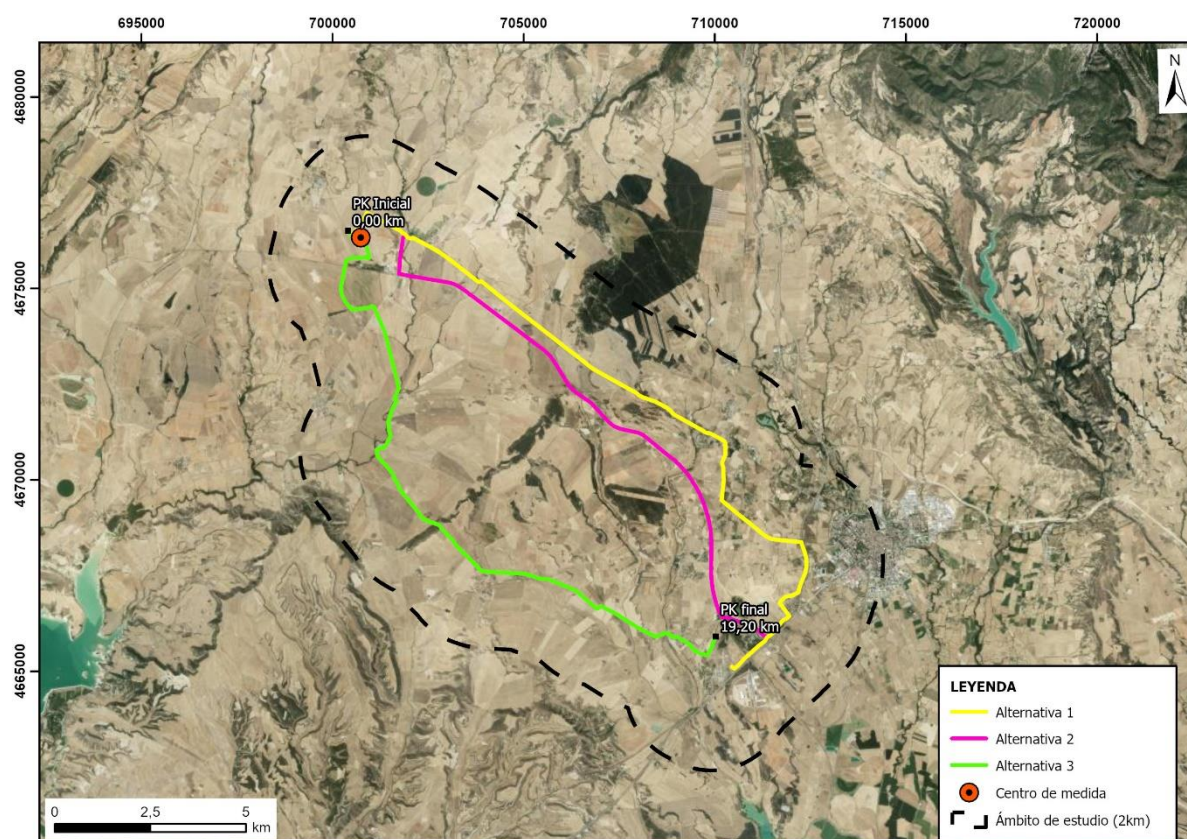 695000 700000 705000 710000 715000 720000
4680000
N
PK Inicial
0,00 km
4675000
4670000
PK final
19,20 km
4665000
LEYENDA
Alternativa 1
Alternativa 2
Alternativa 3
Centro de medida
Ámbito de estudio (2km)
0 2,5 5
km